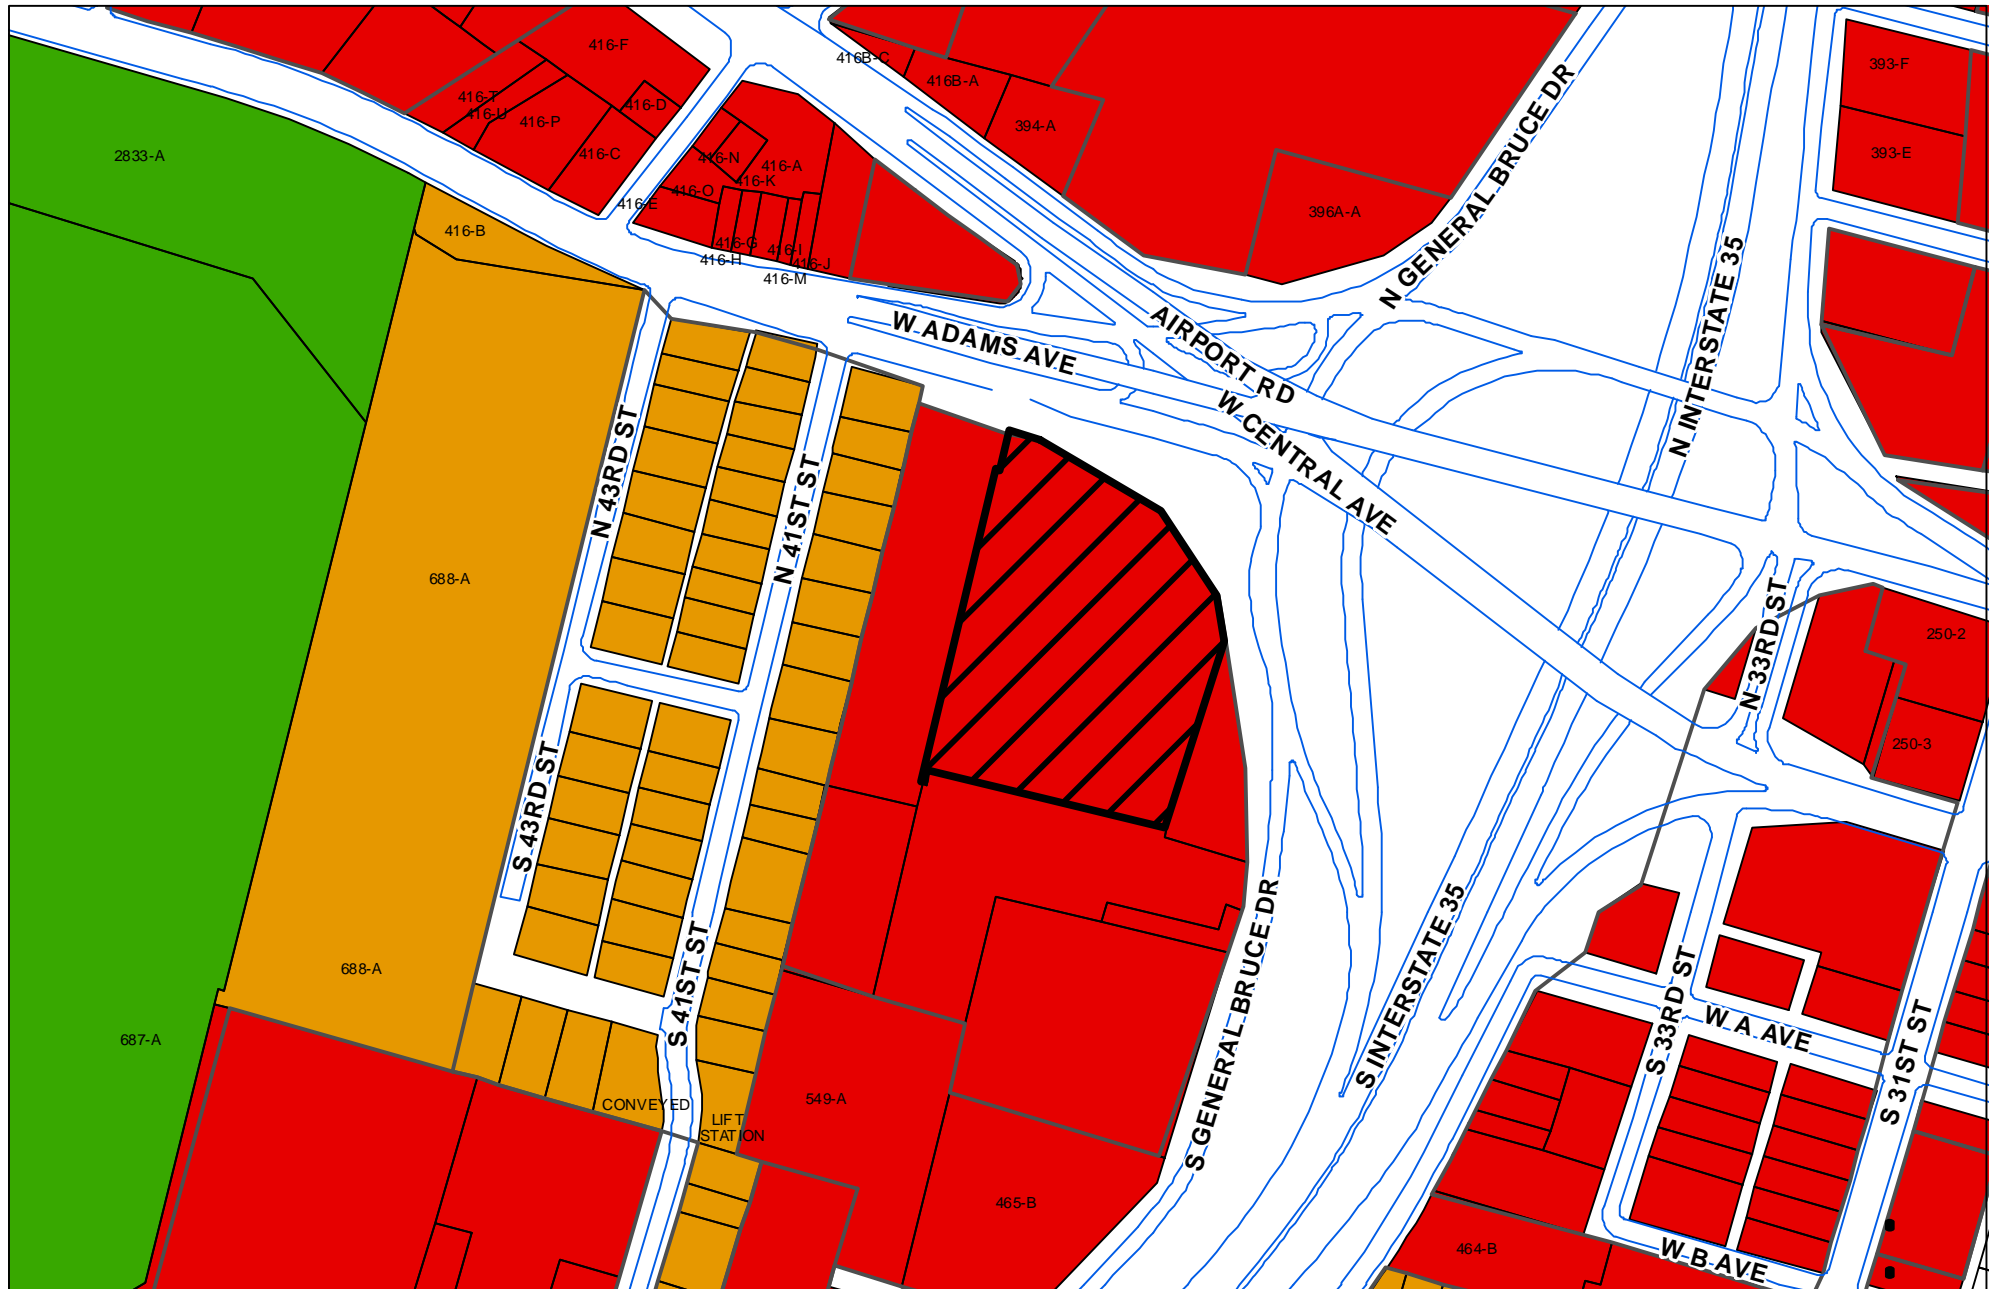 416-F
416B-C
393-F
416B-A
416-T
416-D
416-U
416-P
394-A
2833-A
416-C
416-N
416-A
393-E
416-K
416-O
416-E
396A-A
416-B
416-G
416-I
416-H
416-J
416-M
N GENERAL BRUCE DR
N INTERSTATE 35
W ADAMS AVE
AIRPORT RD
W CENTRAL AVE
N 43RD ST
N 41ST ST
688-A
N 33RD ST
250-2
250-3
S 43RD ST
688-A
S 41ST ST
S GENERAL BRUCE DR
S INTERSTATE 35
S 33RD ST
W A AVE
S 31ST ST
687-A
CONVEYED
LIFT
STATION
549-A
465-B
464-B
W B AVE